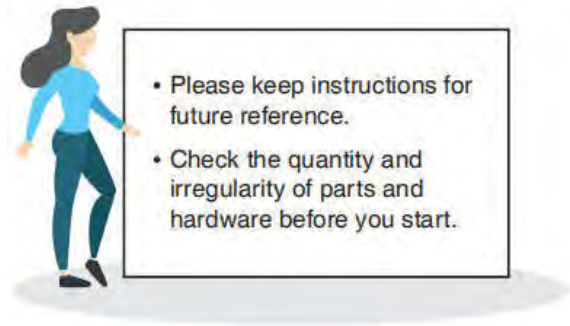 • Please keep instructions for
future reference.
• Check the quantity and
irregularity of parts and
hardware before you start.